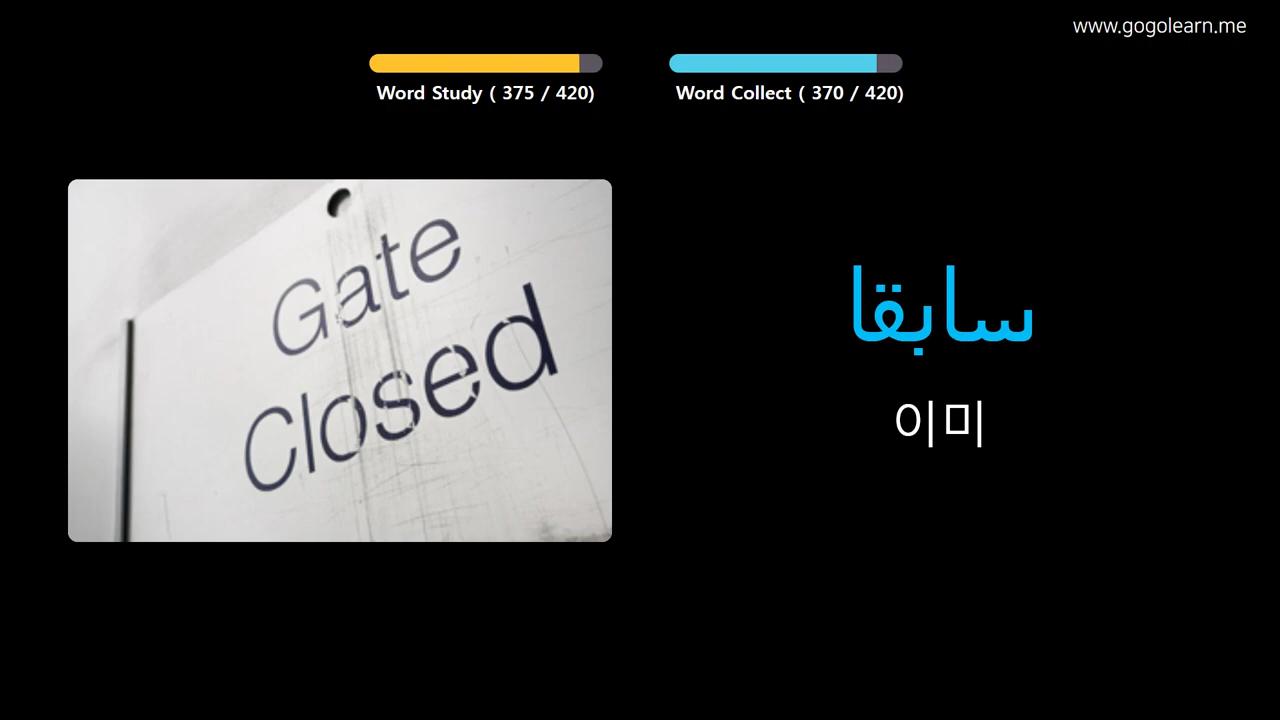 www.gogolearn.me
Word Study ( 375 / 420)
Word Collect ( 370 / 420)
Gate
Closed
سابقا
이미